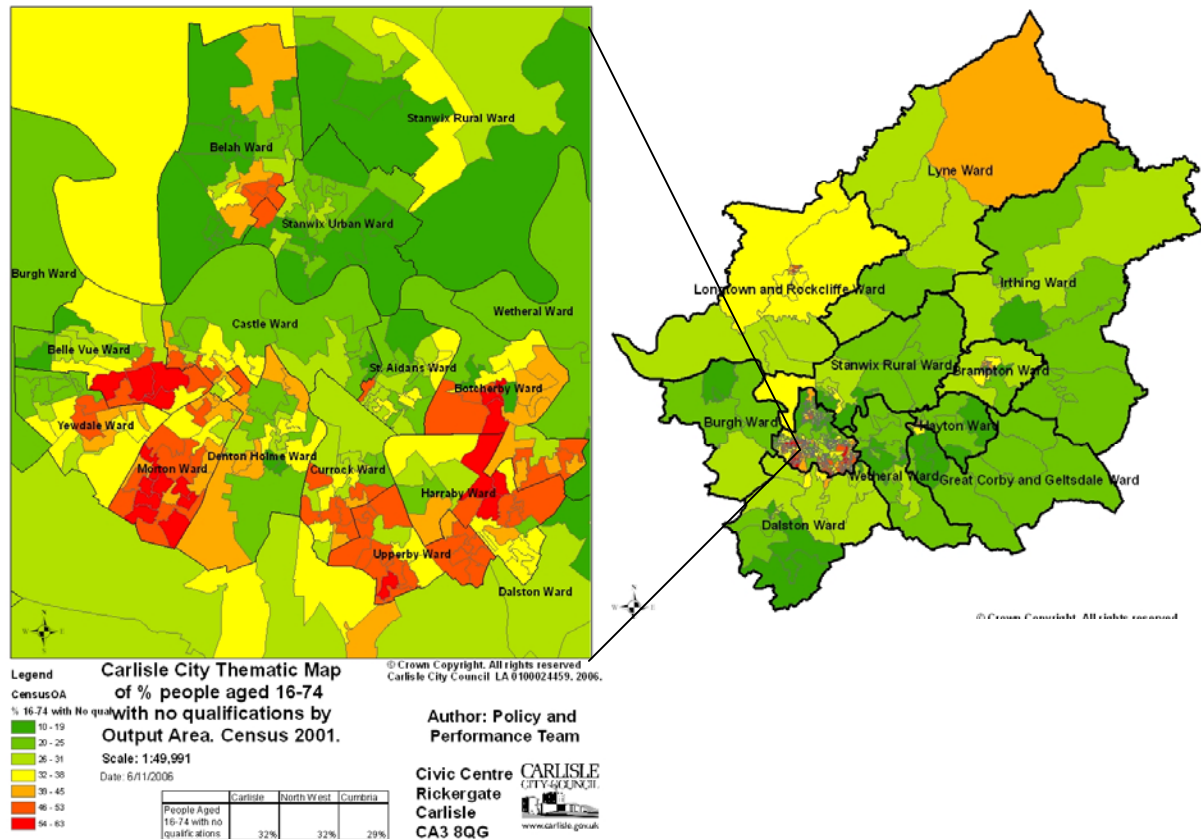 Stanwix Rural Ward
Belah Ward
Stanwix Urban Ward
Burgh Ward
Wetheral Ward
Castle Ward
Belle Vue Ward
St. Aidans Ward
Botcherby Ward
Yewdale Ward
Morton Ward
Denton Holme Ward
Currock Ward
Harraby Ward
Upperby Ward
Dalston Ward
N
W E
S
Lyne Ward
Longtown and Rockcliffe Ward
Irthing Ward
Stanwix Rural Ward
Brampton Ward
Burgh Ward
Hayton Ward
Wetheral Ward
Great Corby and Geltsdale Ward
Dalston Ward
N
W E
S
© Crown Copyright. All rights reserved
Legend
CensusOA
% 16-74 with No qual
10 - 19
20 - 25
26 - 31
32 - 38
39 - 45
46 - 53
54 - 63
Carlisle City Thematic Map
of % people aged 16-74
with no qualifications by
Output Area. Census 2001.
Scale: 1:49,991
Date: 6/11/2006
Carlisle North West Cumbria
People Aged
16-74 with no
qualifications 32% 32% 29%
© Crown Copyright. All rights reserved
Carlisle City Council LA 0100024459. 2006.
Author: Policy and
Performance Team
Civic Centre
Rickergate
Carlisle
CA3 8QG
CARLISLE
CITY COUNCIL
www.carlisle.gov.uk